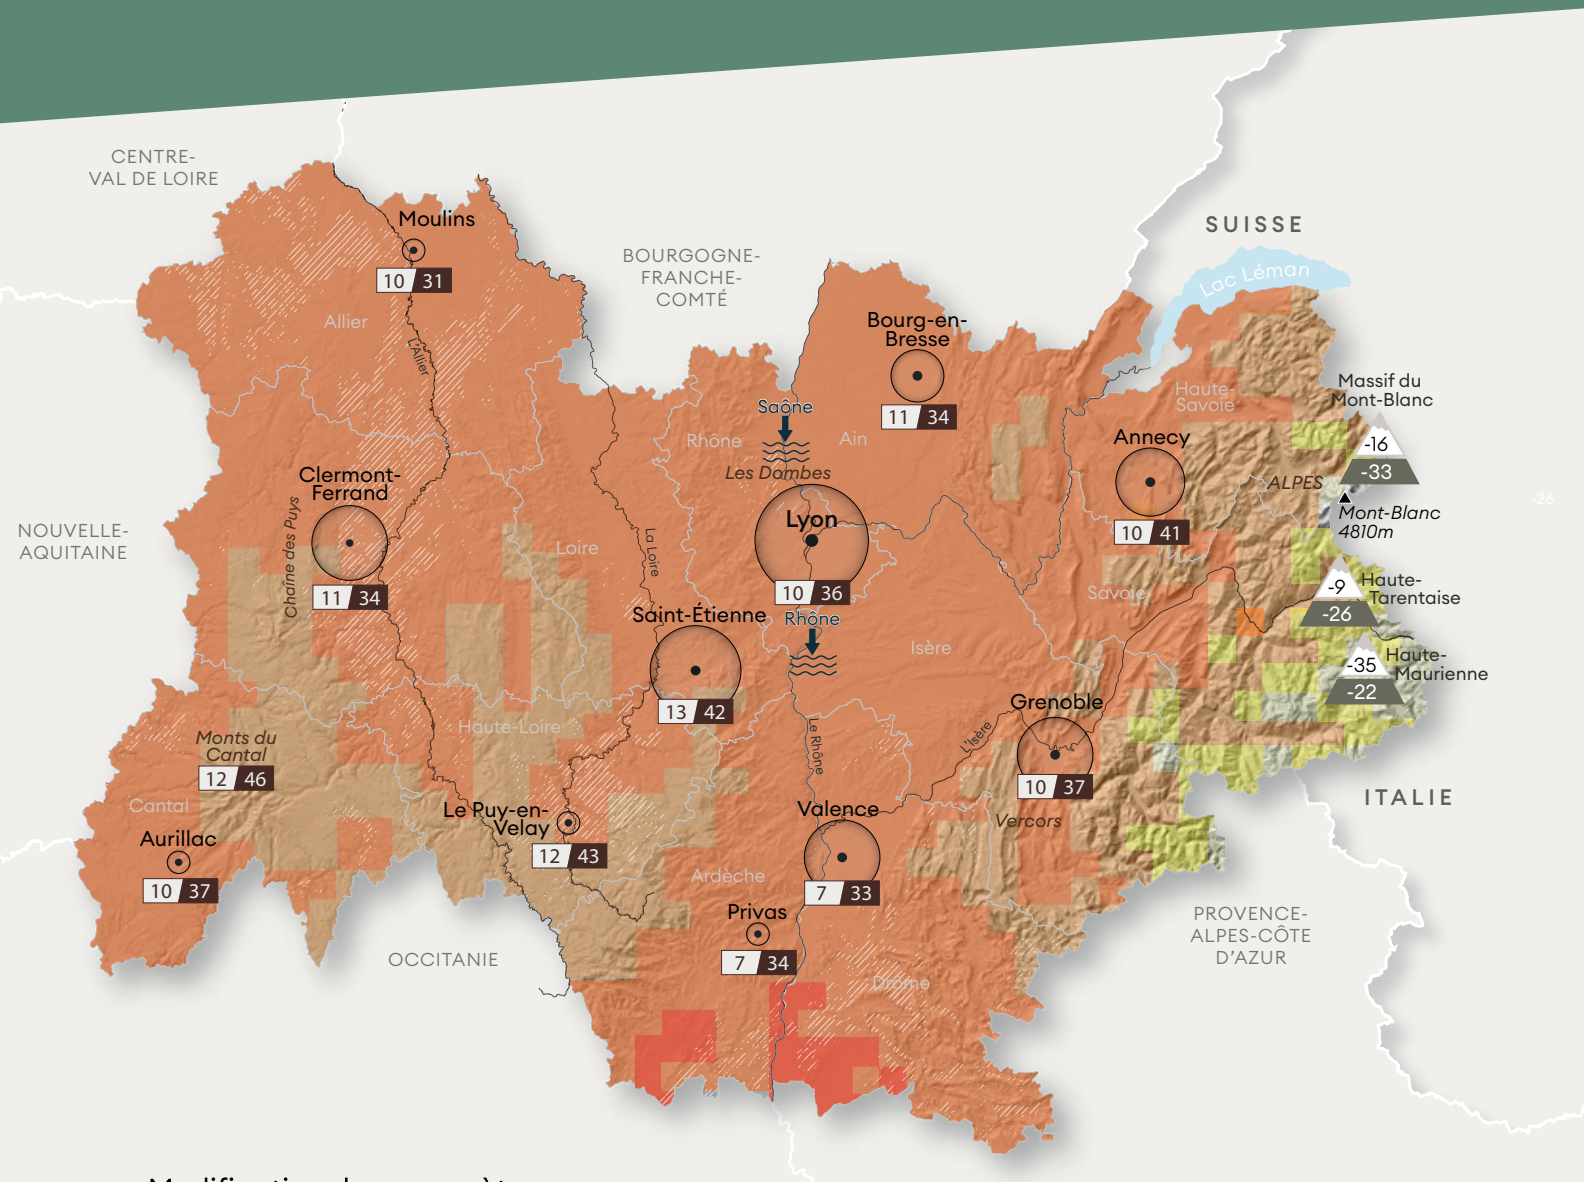 CENTRE-
VAL DE LOIRE
BOURGOGNE-
FRANCHE-
COMTÉ
SUISSE
Lac Léman
Moulins
10 31
Allier
L'Allier
Bourg-en-
Bresse
11 34
Saône
Rhône
Ain
Les Dombes
Haute-
Savoie
Massif du
Mont-Blanc
-16
-33
Annecy
10 41
ALPES
Mont-Blanc
4810m
-26
Clermont-
Ferrand
11 34
Chaîne des Puys
NOUVELLE-
AQUITAINE
Loire
La Loire
Lyon
10 36
Rhône
Saint-Étienne
13 42
Savoie
-9
-26
Haute-
Tarentaise
-35
-22
Haute-
Maurienne
Isère
Grenoble
10 37
L'Isère
Le Rhône
Haute-Loire
Monts du
Cantal
12 46
Cantal
Aurillac
10 37
Le Puy-en-
Velay
12 43
Valence
7 33
Vercors
Ardèche
Privas
7 34
Drôme
OCCITANIE
ITALIE
PROVENCE-
ALPES-CÔTE
D'AZUR